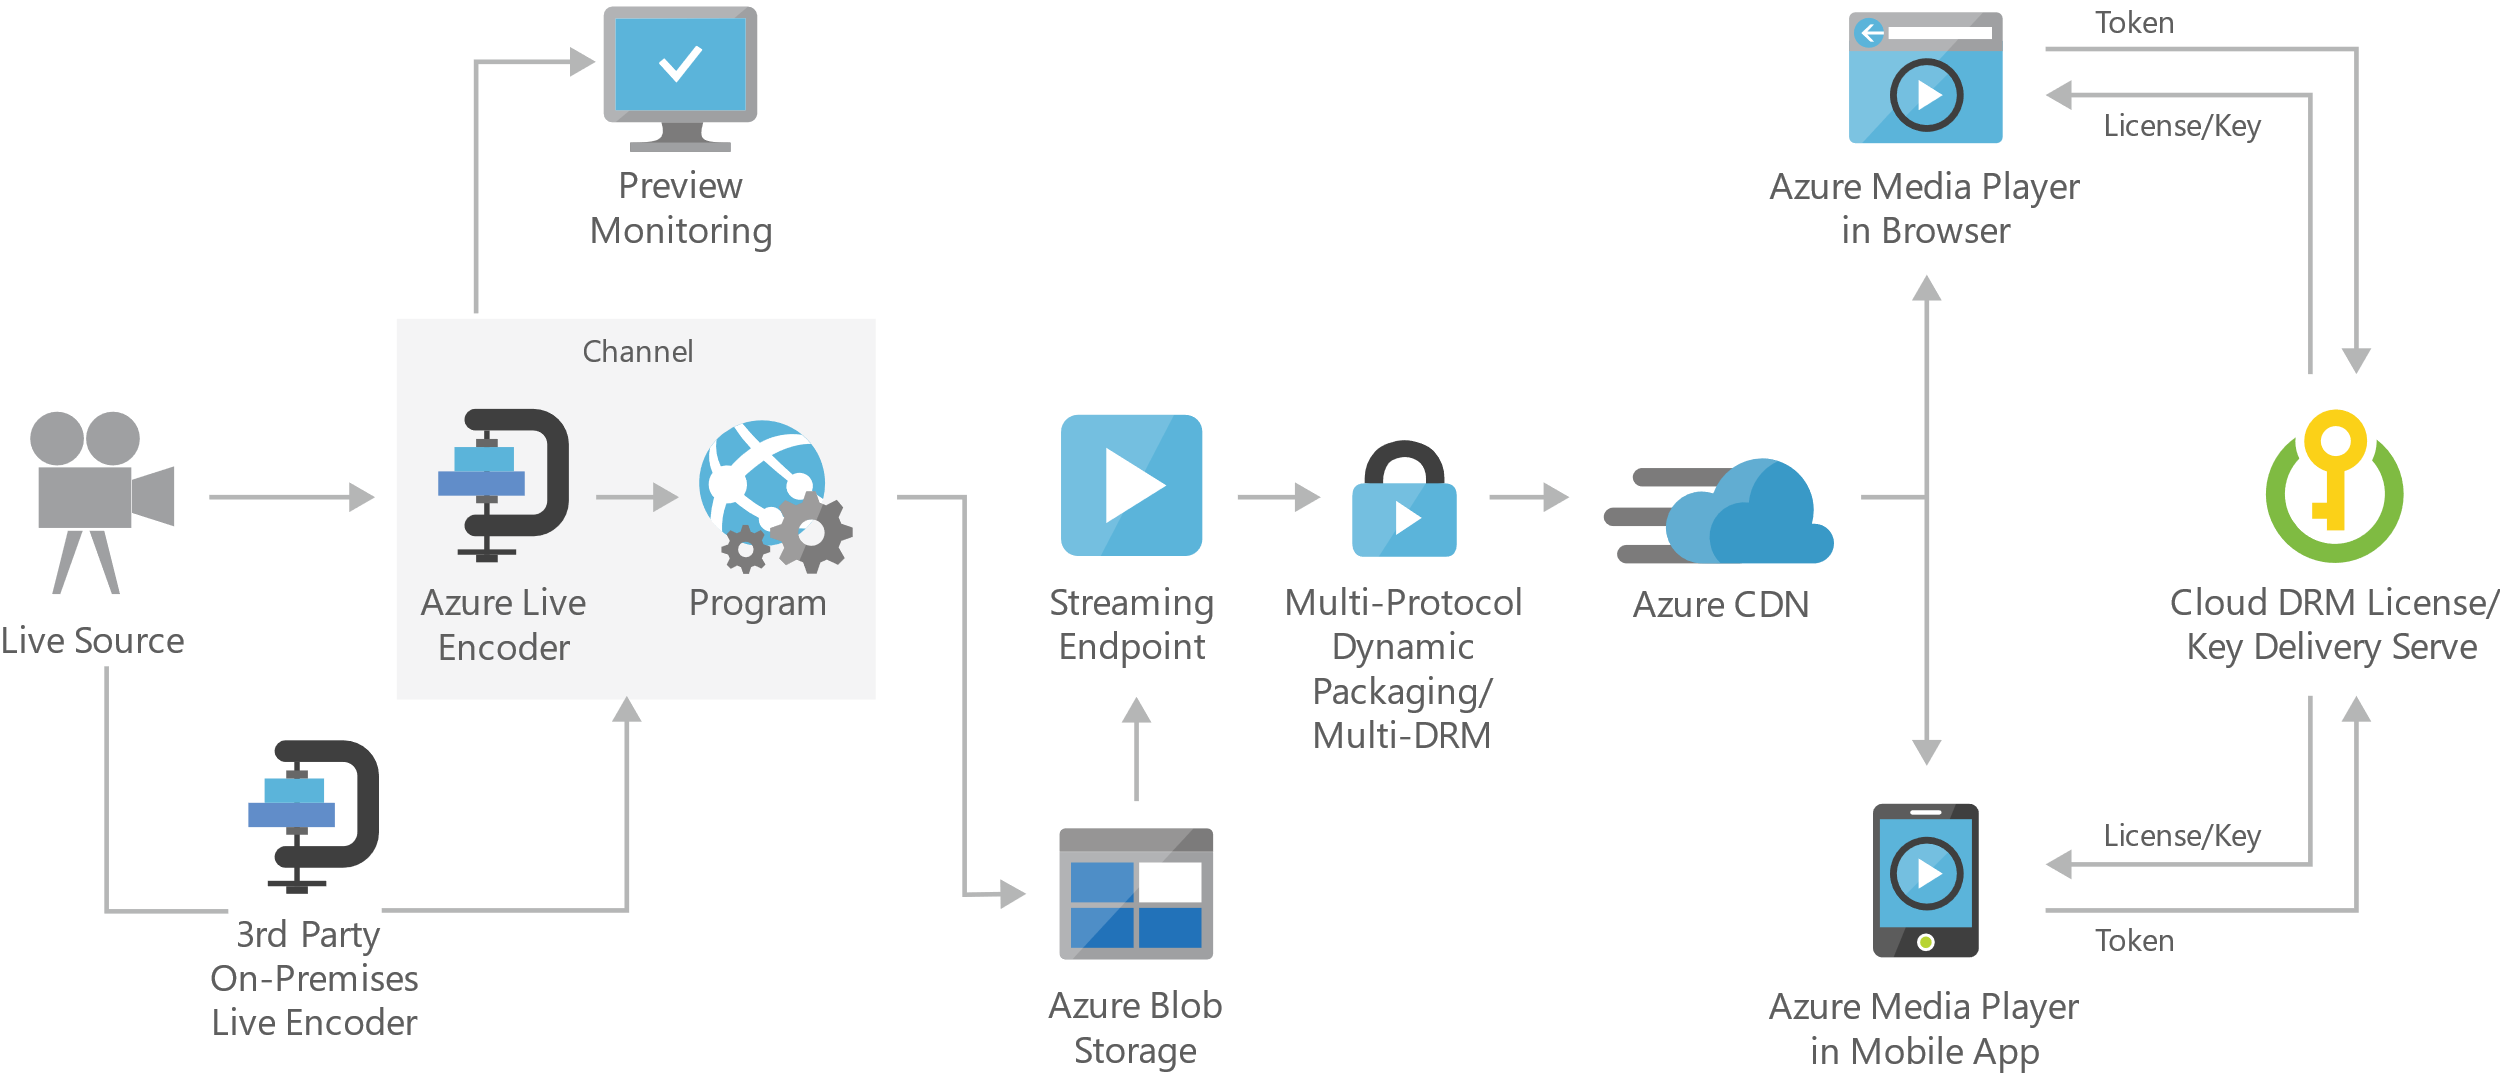 Preview
Monitoring
Channel
Live Source
Azure Live
Encoder
Program
3rd Party
On-Premises
Live Encoder
Streaming
Endpoint
Azure Blob
Storage
Multi-Protocol
Dynamic
Packaging/
Multi-DRM
Azure CDN
Azure Media Player
in Browser
Token
License/Key
Cloud DRM License/
Key Delivery Serve
License/Key
Token
Azure Media Player
in Mobile App